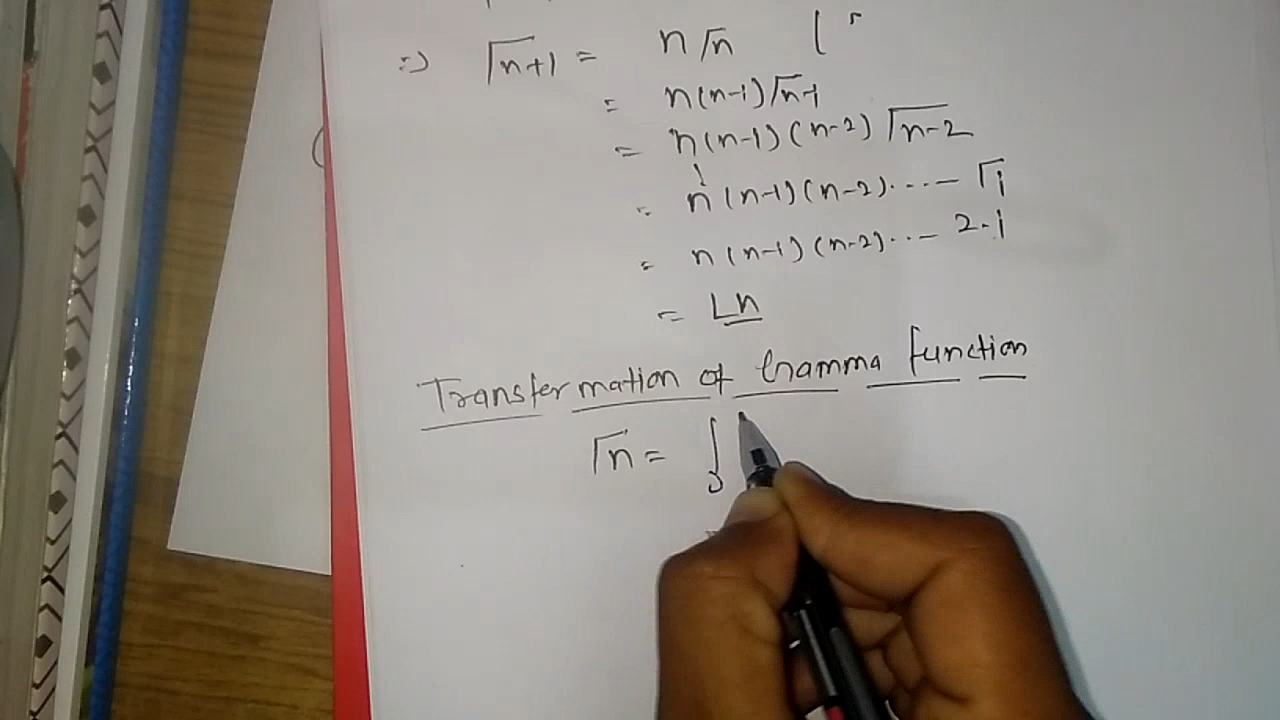 ⇒ Γn+1 = nΓn
= n(n-1)Γn-1
= n(n-1)(n-2)Γn-2
= n(n-1)(n-2)....- Γ1
= n(n-1)(n-2)...- 2.1
= Ln
Transfermation of Gamma function
Γn = ∫